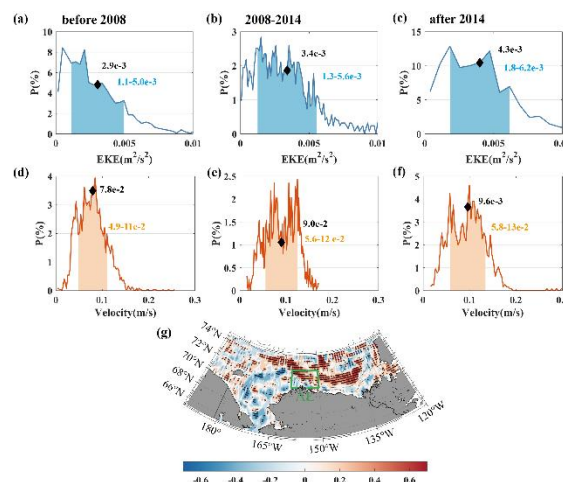 before 2008
2008-2014
after 2014
(a)
2.9e-3
1.1-5.0e-3
P(%)
10
8
6
4
2
0
0
0.005
0.01
EKE(m²/s²)
(b)
3.4e-3
1.3-5.6e-3
P(%)
3
2
1
0
0
0.005
0.01
EKE(m²/s²)
(c)
4.3e-3
1.8-6.2e-3
P(%)
15
10
5
0
0
0.005
0.01
EKE(m²/s²)
(d)
7.8e-2
4.9-11e-2
P(%)
4
3
2
1
0
0
0.1
0.2
0.3
Velocity(m/s)
(e)
9.0e-2
5.6-12 e-2
P(%)
2.5
2
1.5
1
0.5
0
0
0.1
0.2
0.3
Velocity(m/s)
(f)
9.6e-3
5.8-13e-2
P(%)
5
4
3
2
1
0
0
0.1
0.2
0.3
Velocity(m/s)
(g)
74°N
72°N
70°N
68°N
66°N
180°
165°W
150°W
135°W
120°W
-0.6
-0.4
-0.2
0
0.2
0.4
0.6